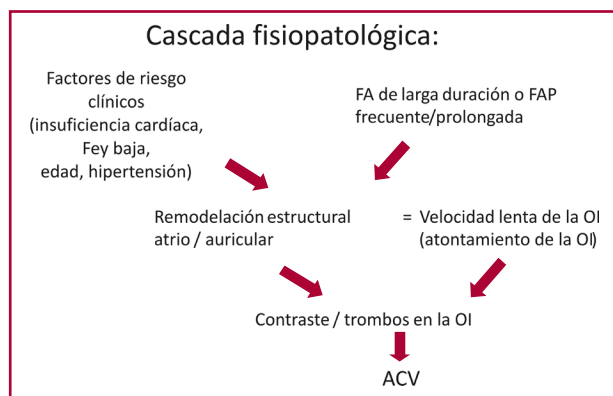 Cascada fisiopatológica:
Factores de riesgo
clínicos
(insuficiencia cardíaca,
Fey baja,
edad, hipertensión)
FA de larga duración o FAP
frecuente/prolongada
Remodelación estructural
atrio / auricular
= Velocidad lenta de la OI
(atontamiento de la OI)
Contraste / trombos en la OI
ACV